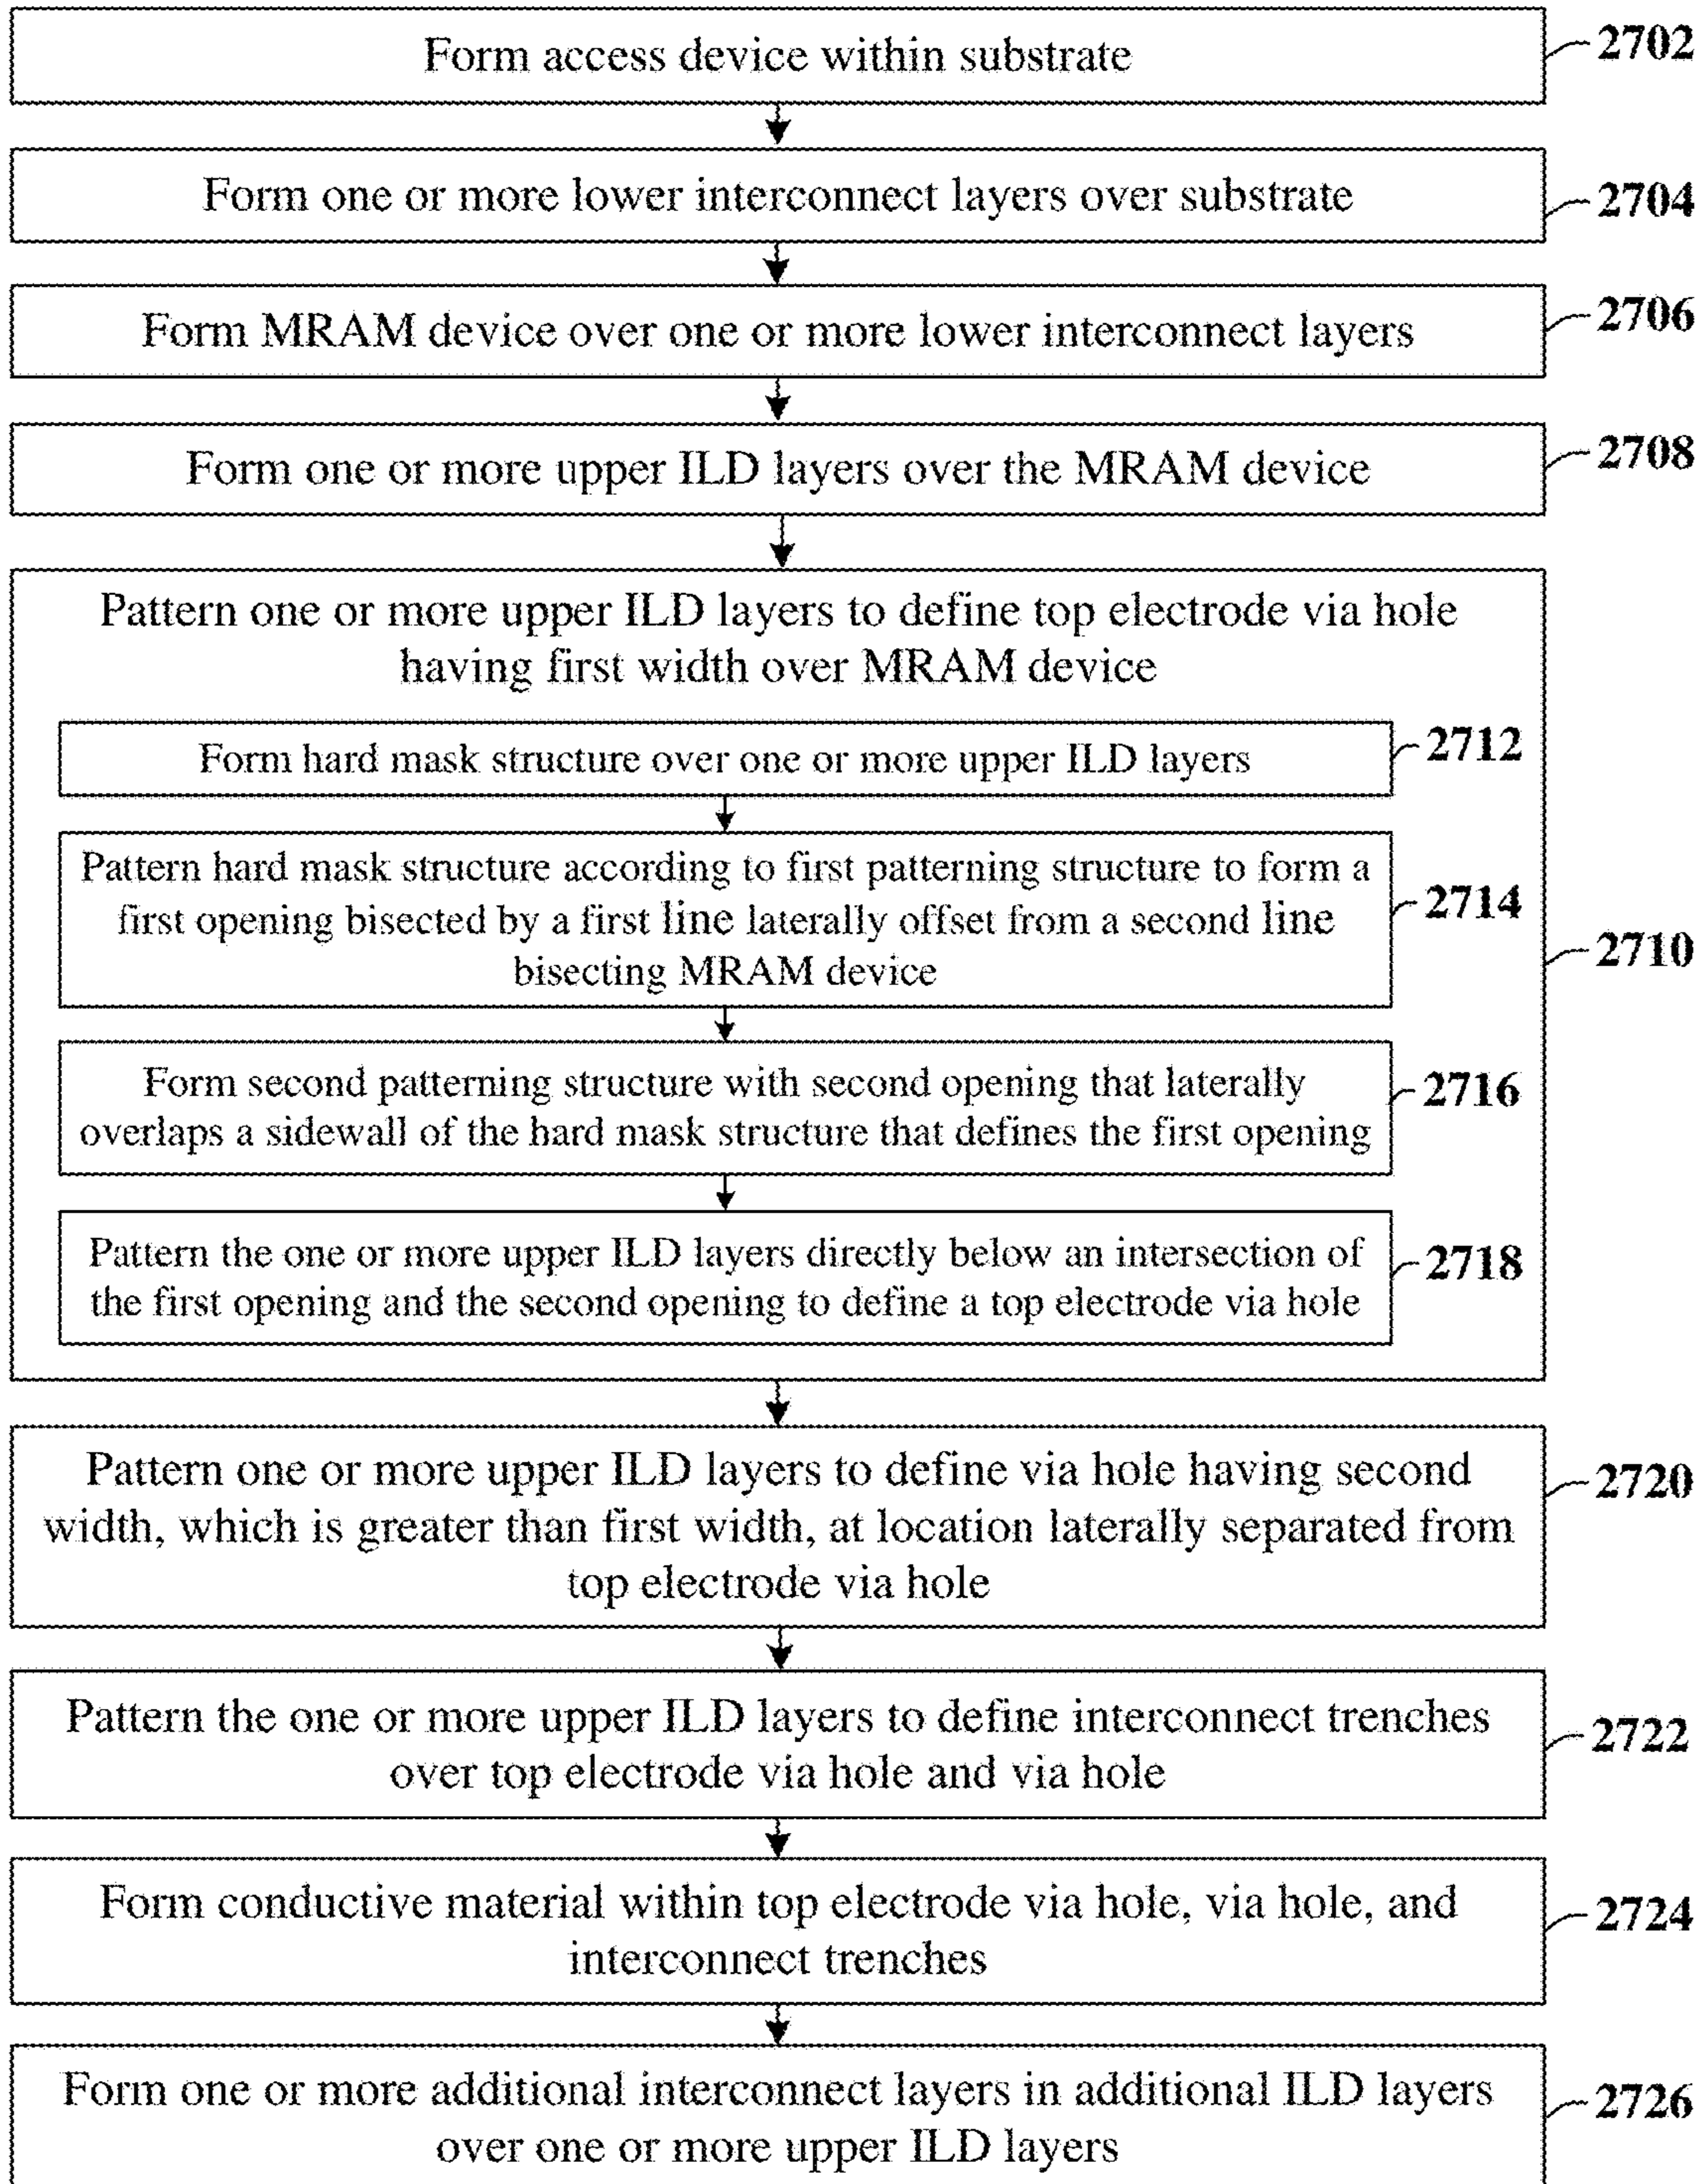 Form access device within substrate
2702
Form one or more lower interconnect layers over substrate
2704
Form MRAM device over one or more lower interconnect layers
2706
Form one or more upper ILD layers over the MRAM device
2708
Pattern one or more upper ILD layers to define top electrode via hole
having first width over MRAM device
Form hard mask structure over one or more upper ILD layers
2712
Pattern hard mask structure according to first patterning structure to form a
first opening bisected by a first line laterally offset from a second line
bisecting MRAM device
2714
2710
Form second patterning structure with second opening that laterally
overlaps a sidewall of the hard mask structure that defines the first opening
2716
Pattern the one or more upper ILD layers directly below an intersection of
the first opening and the second opening to define a top electrode via hole
2718
Pattern one or more upper ILD layers to define via hole having second
width, which is greater than first width, at location laterally separated from
top electrode via hole
2720
Pattern the one or more upper ILD layers to define interconnect trenches
over top electrode via hole and via hole
2722
Form conductive material within top electrode via hole, via hole, and
interconnect trenches
2724
Form one or more additional interconnect layers in additional ILD layers
over one or more upper ILD layers
2726